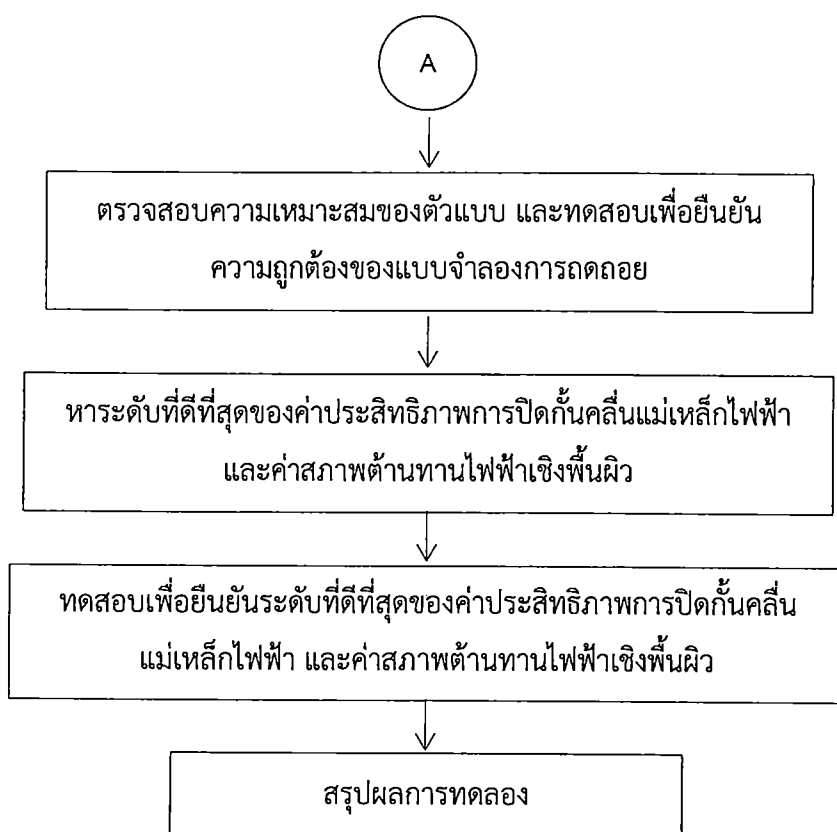 A
ตรวจสอบความเหมาะสมของตัวแบบ และทดสอบเพื่อยืนยัน
ความถูกต้องของแบบจำลองการถดถอย
หาระดับที่ดีที่สุดของค่าประสิทธิภาพการปิดกั้นคลื่นแม่เหล็กไฟฟ้า
และค่าสภาพต้านทานไฟฟ้าเชิงพื้นผิว
ทดสอบเพื่อยืนยันระดับที่ดีที่สุดของค่าประสิทธิภาพการปิดกั้นคลื่น
แม่เหล็กไฟฟ้า และค่าสภาพต้านทานไฟฟ้าเชิงพื้นผิว
สรุปผลการทดลอง